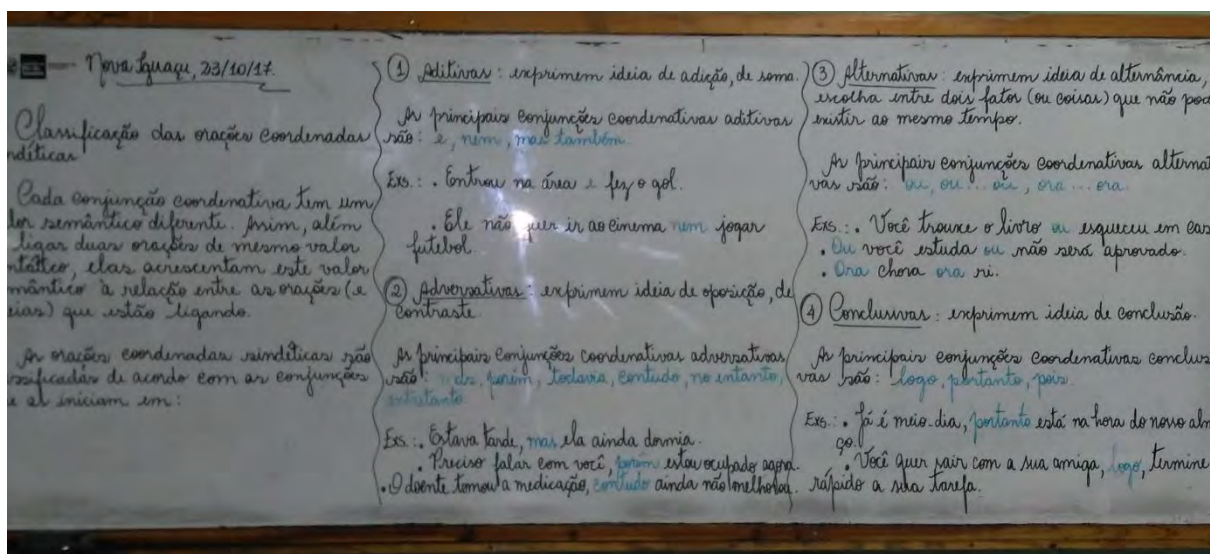 Nova Iguaçu, 23/10/17.
Classificação das orações coordenadas
ndéticas
Cada conjunção coordenativa tem um
lor semântico diferente. Assim, além
ligar duas orações de mesmo valor
ntático, elas acrescentam este valor
mântico à relação entre as orações (e
eias) que estão ligando.
As orações coordenadas sindéticas são
ssificadas de acordo com as conjunções
e as iniciam em:
① Aditivas: exprimem ideia de adição, de soma.
As principais conjunções coordenativas aditivas
são: e, nem, mas também.
Exs.: . Entrou na área e fez o gol.
. Ele não quer ir ao cinema nem jogar
futebol.
② Adversativas: exprimem ideia de oposição, de
contraste.
As principais conjunções coordenativas adversativas
são: porém, todavia, contudo, no entanto,
entretanto.
Exs.: . Estava tarde, mas ela ainda dormia.
. Preciso falar com você, porém estou ocupado agora.
. O doente tomou a medicação, contudo ainda não melhorou.
③ Alternativas: exprimem ideia de alternância,
escolha entre dois fatos (ou coisas) que não pod
existir ao mesmo tempo.
As principais conjunções coordenativas alternat
vas são: ou, ou... ou, ora... ora.
Exs.: . Você trouxe o livro ou esqueceu em cas
. Ou você estuda ou não será aprovado.
. Ora chora ora ri.
④ Conclusivas: exprimem ideia de conclusão.
As principais conjunções coordenativas conclus
vas são: logo, portanto, pois.
Exs.: . Já é meio-dia, portanto está na hora do nosso alm
ço.
. Você quer sair com a sua amiga, logo, termine
rápido a sua tarefa.